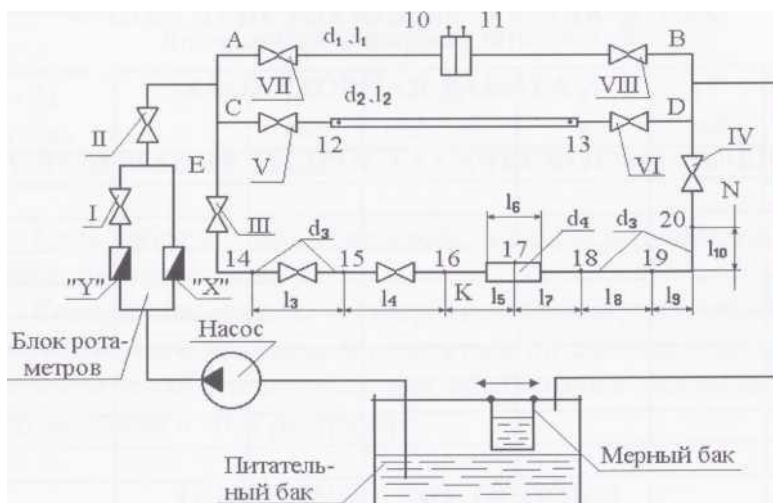 10 11
A d₁ ,l₁ B
VII VIII
II C d₂ ,l₂ D
12 13 IV
E V VI
I N
III l₆ 20
d₃ d₄ d₃
14 15 16 17 18 19 l₁₀
"Y" "X" K
l₃ l₄ l₅ l₇ l₈ l₉
Блок рота-
метров
Насос
Питатель-
ный бак
Мерный бак